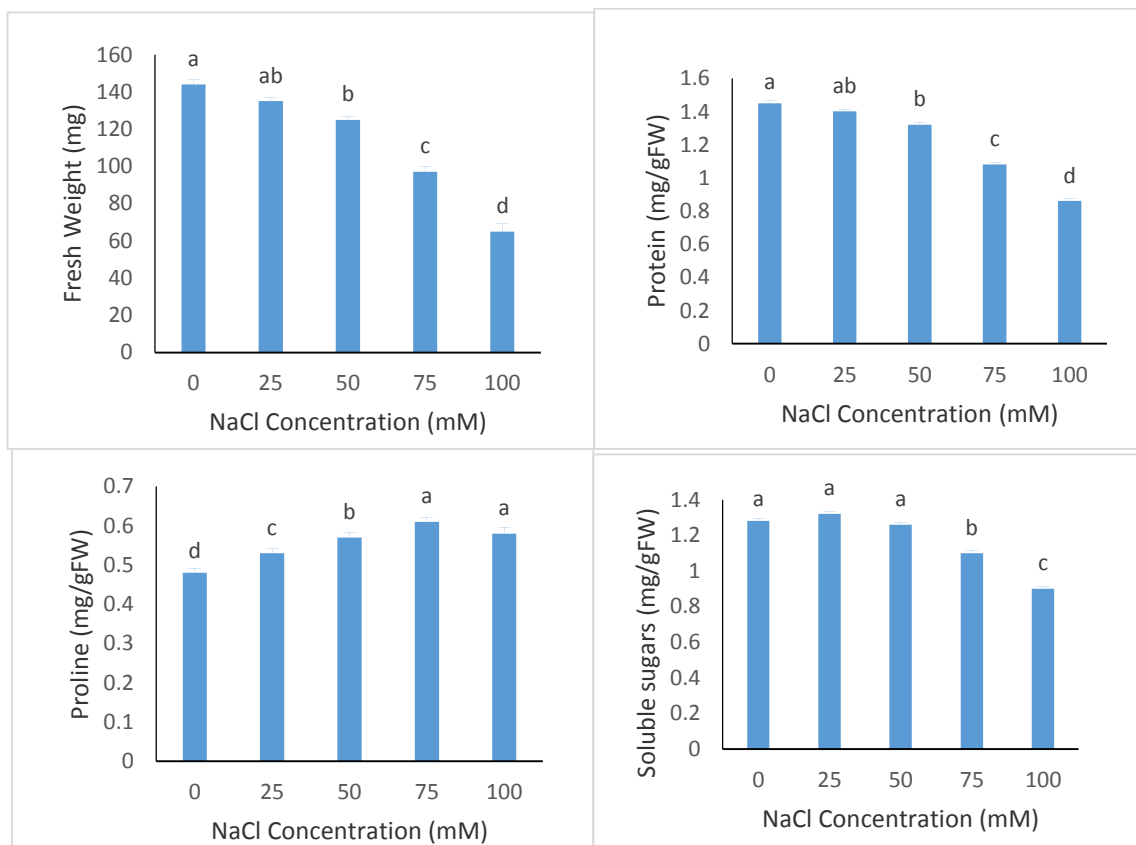 Fresh Weight (mg)
160
140
120
100
80
60
40
20
0
a
ab
b
c
d
0 25 50 75 100
NaCl Concentration (mM)
Protein (mg/gFW)
1.6
1.4
1.2
1
0.8
0.6
0.4
0.2
0
a
ab
b
c
d
0 25 50 75 100
NaCl Concentration (mM)
Proline (mg/gFW)
0.7
0.6
0.5
0.4
0.3
0.2
0.1
0
d
c
b
a
a
0 25 50 75 100
NaCl Concentration (mM)
Soluble sugars (mg/gFW)
1.4
1.2
1
0.8
0.6
0.4
0.2
0
a
a
a
b
c
0 25 50 75 100
NaCl Concentration (mM)